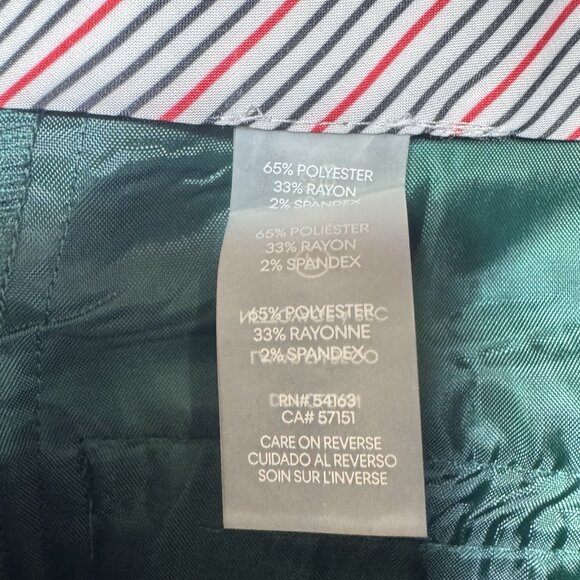 65% POLYESTER
33% RAYON
2% SPANDEX
65% POLIÉSTER
33% RAYON
2% SPANDEX
65% POLYESTER
33% RAYONNE
2% SPANDEX
RN# 54163
CA# 57151
CARE ON REVERSE
CUIDADO AL REVERSO
SOIN SUR L'INVERSE